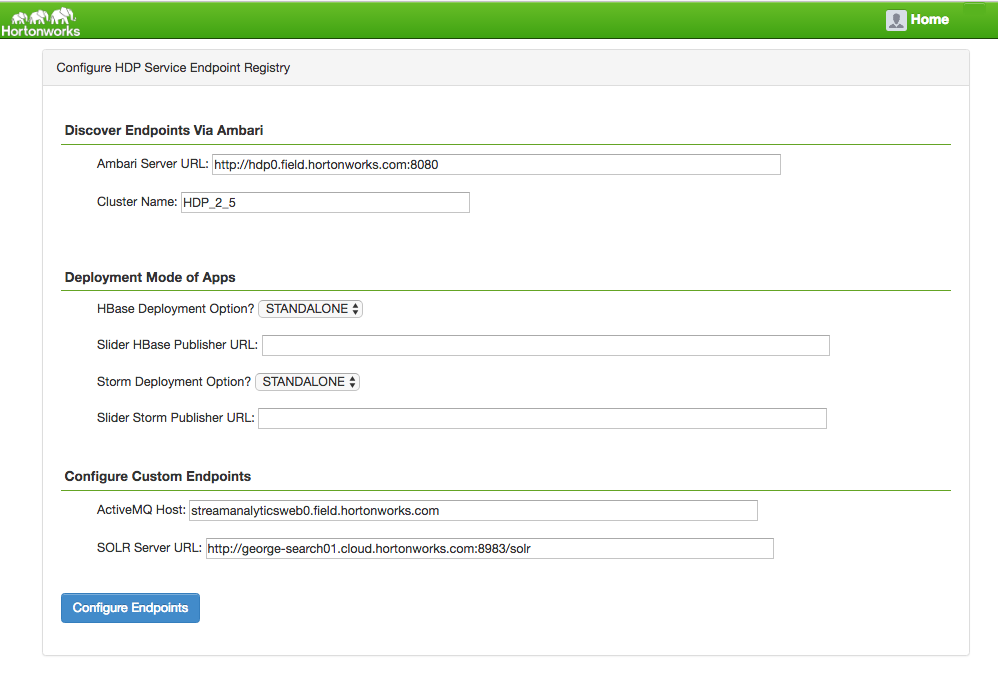 Hortonworks
Home
Configure HDP Service Endpoint Registry
Discover Endpoints Via Ambari
Ambari Server URL: http://hdp0.field.hortonworks.com:8080
Cluster Name: HDP_2_5
Deployment Mode of Apps
HBase Deployment Option? STANDALONE
Slider HBase Publisher URL:
Storm Deployment Option? STANDALONE
Slider Storm Publisher URL:
Configure Custom Endpoints
ActiveMQ Host: streamanalyticsweb0.field.hortonworks.com
SOLR Server URL: http://george-search01.cloud.hortonworks.com:8983/solr
Configure Endpoints